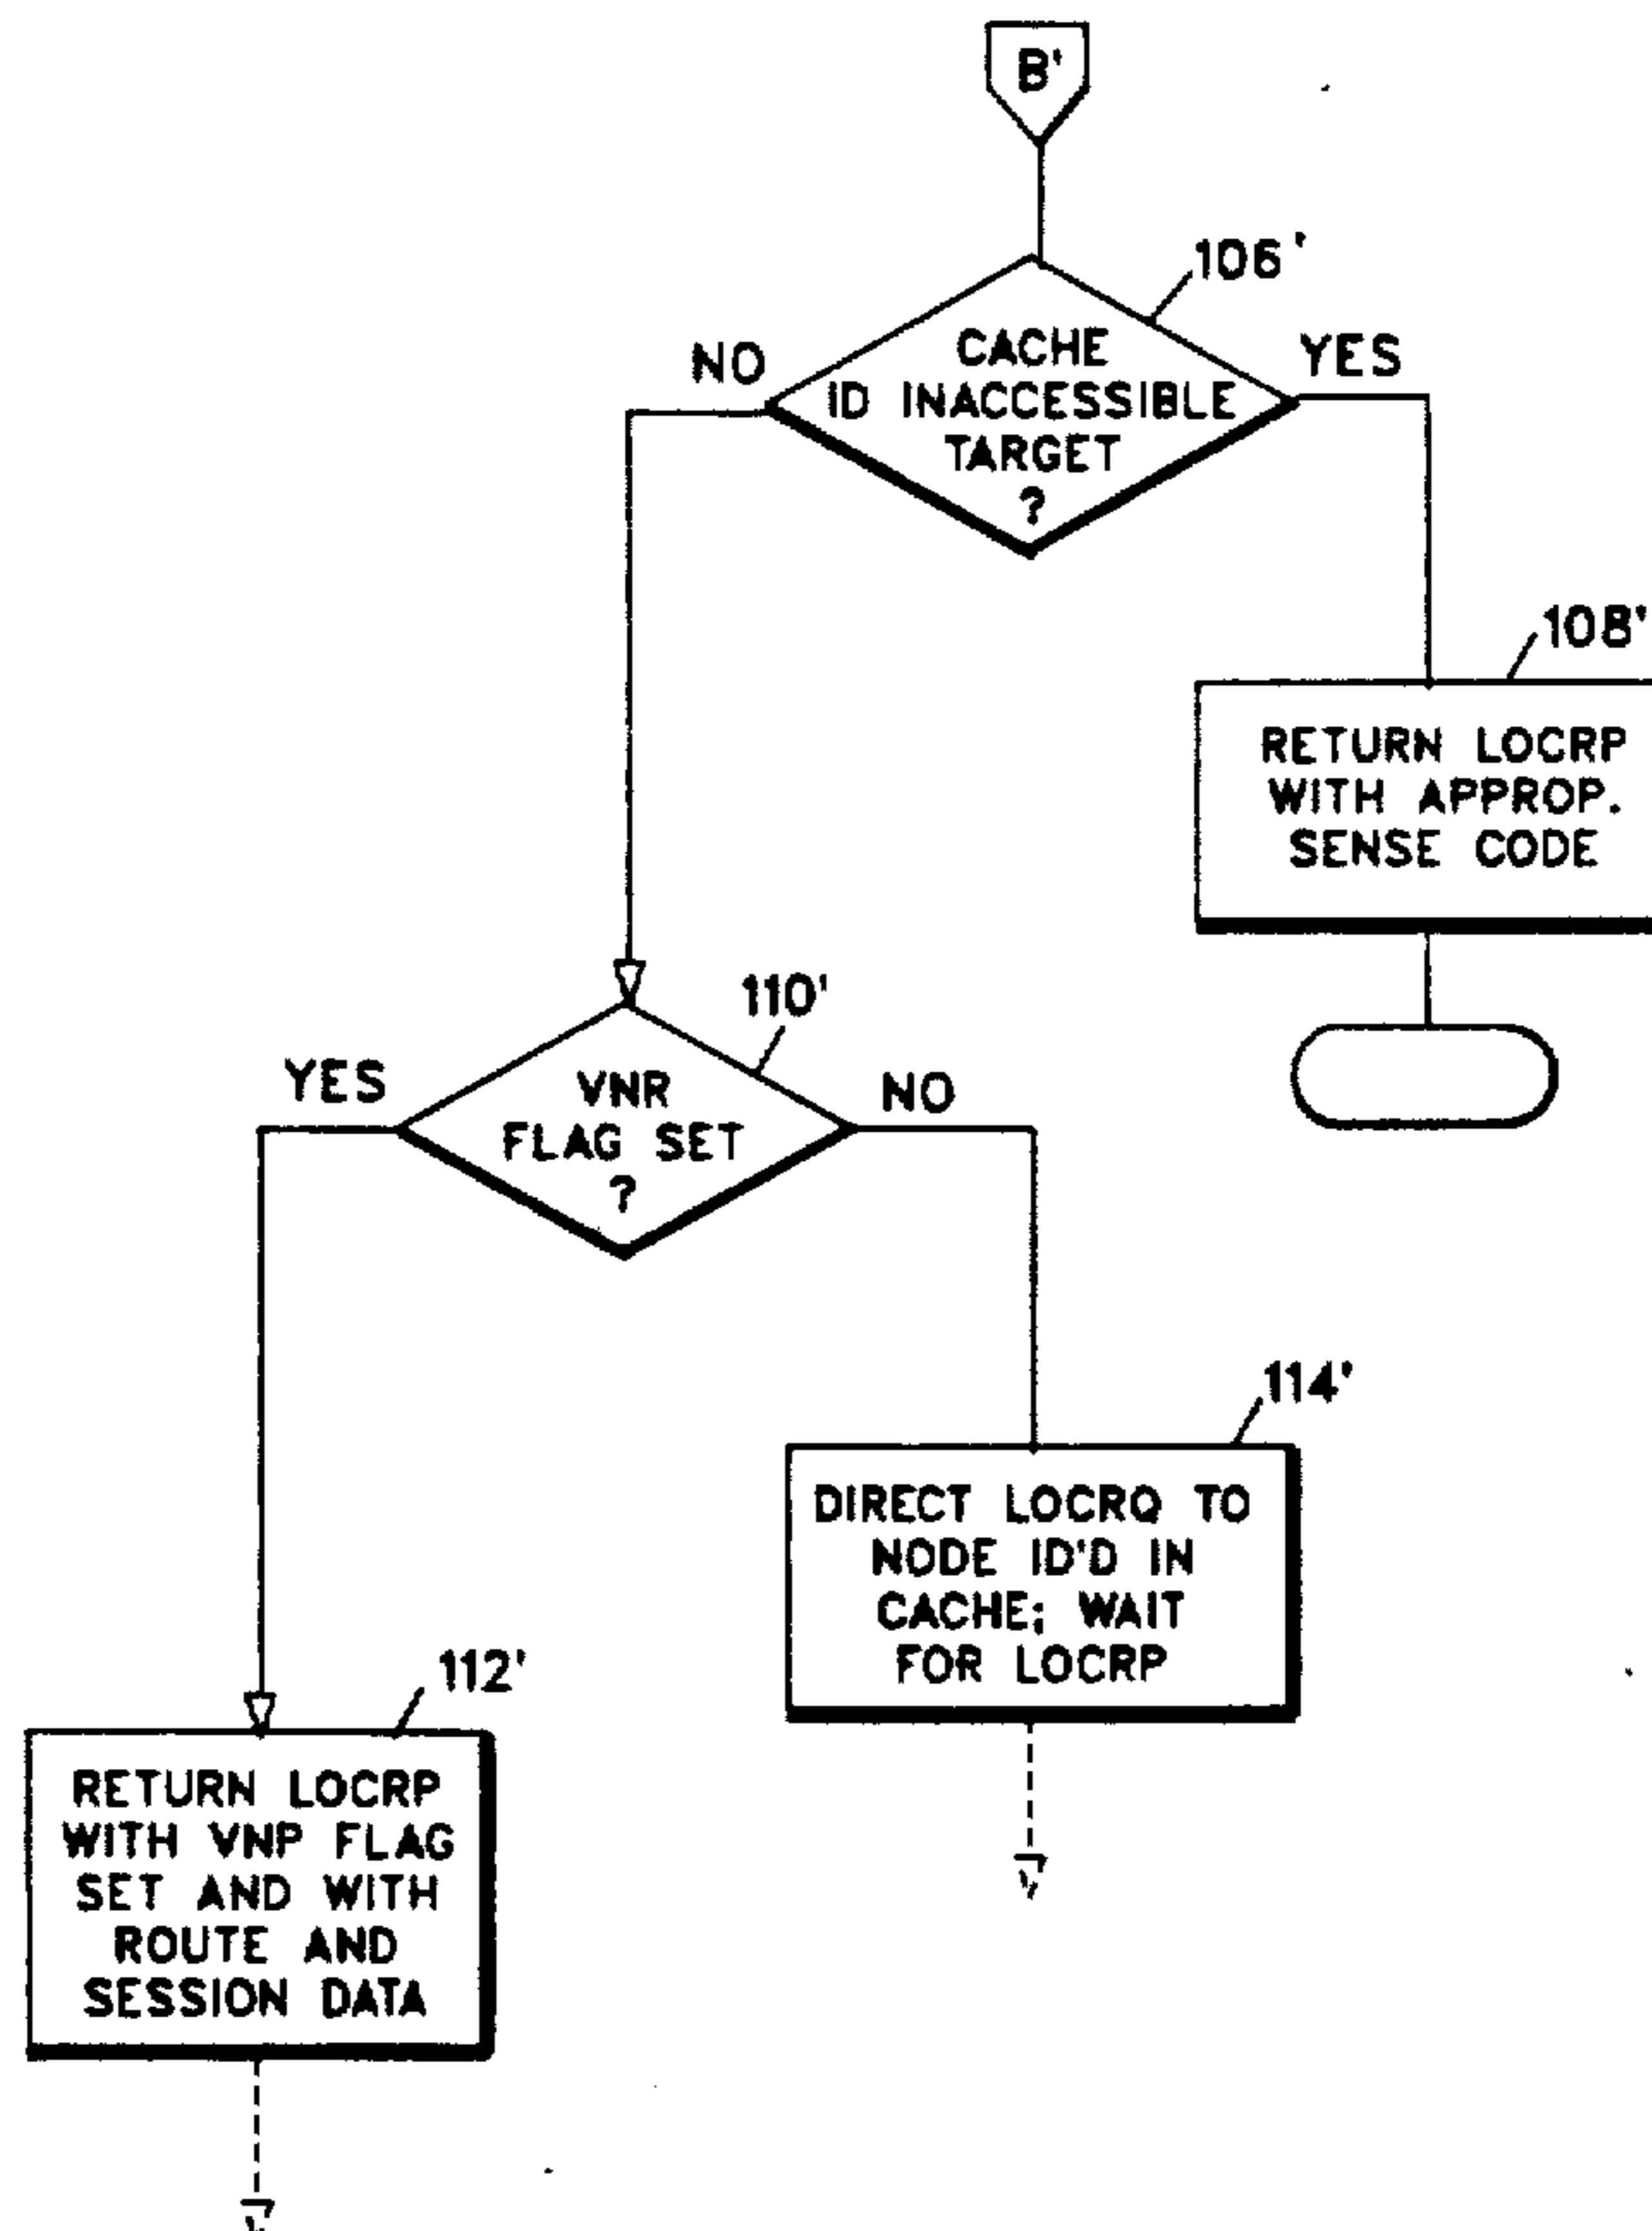 B'
106'
CACHE
ID INACCESSIBLE
TARGET
?
NO
YES
108'
RETURN LOCRP
WITH APPROP.
SENSE CODE
110'
VNR
FLAG SET
?
YES
NO
114'
DIRECT LOCRQ TO
NODE ID'D IN
CACHE; WAIT
FOR LOCRP
112'
RETURN LOCRP
WITH VNP FLAG
SET AND WITH
ROUTE AND
SESSION DATA